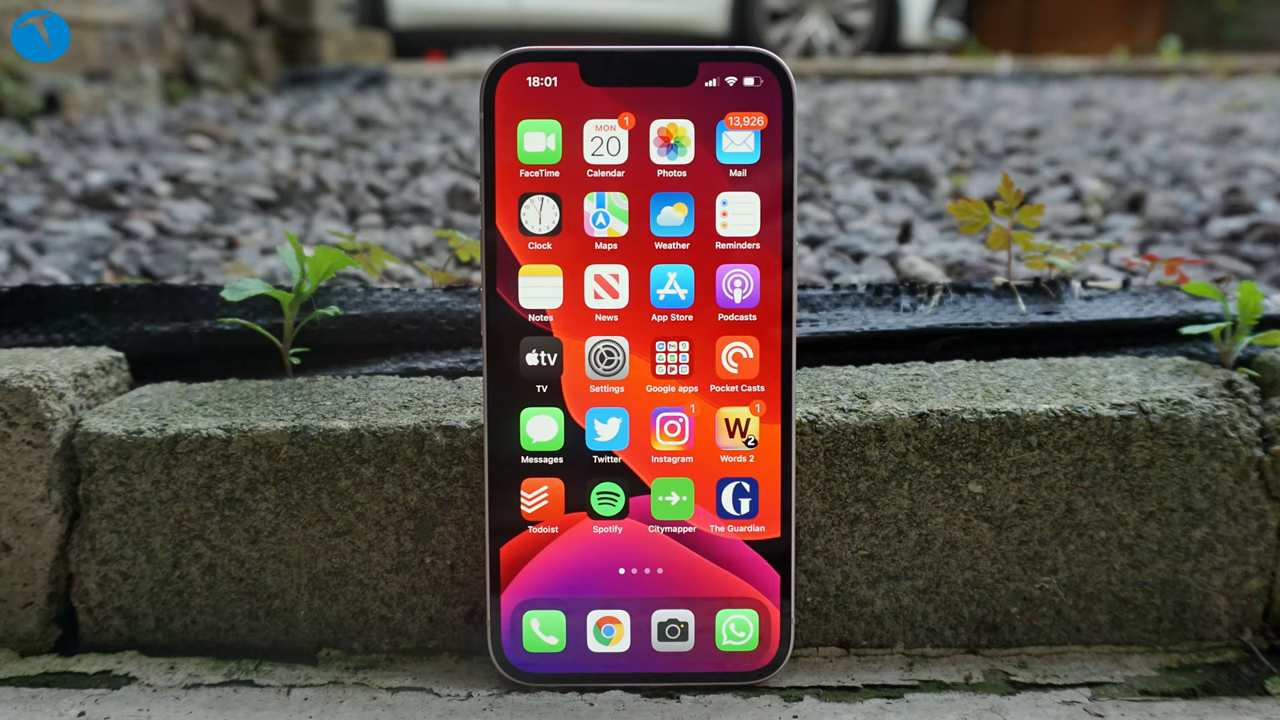 18:01
1
13,926
MON
20
FaceTime
Calendar
Photos
Mail
Clock
Maps
Weather
Reminders
Notes
News
App Store
Podcasts
tv
TV
Settings
Google apps
Pocket Casts
1
1
W
2
Messages
Twitter
Instagram
Words 2
G
Todoist
Spotify
Citymapper
The Guardian